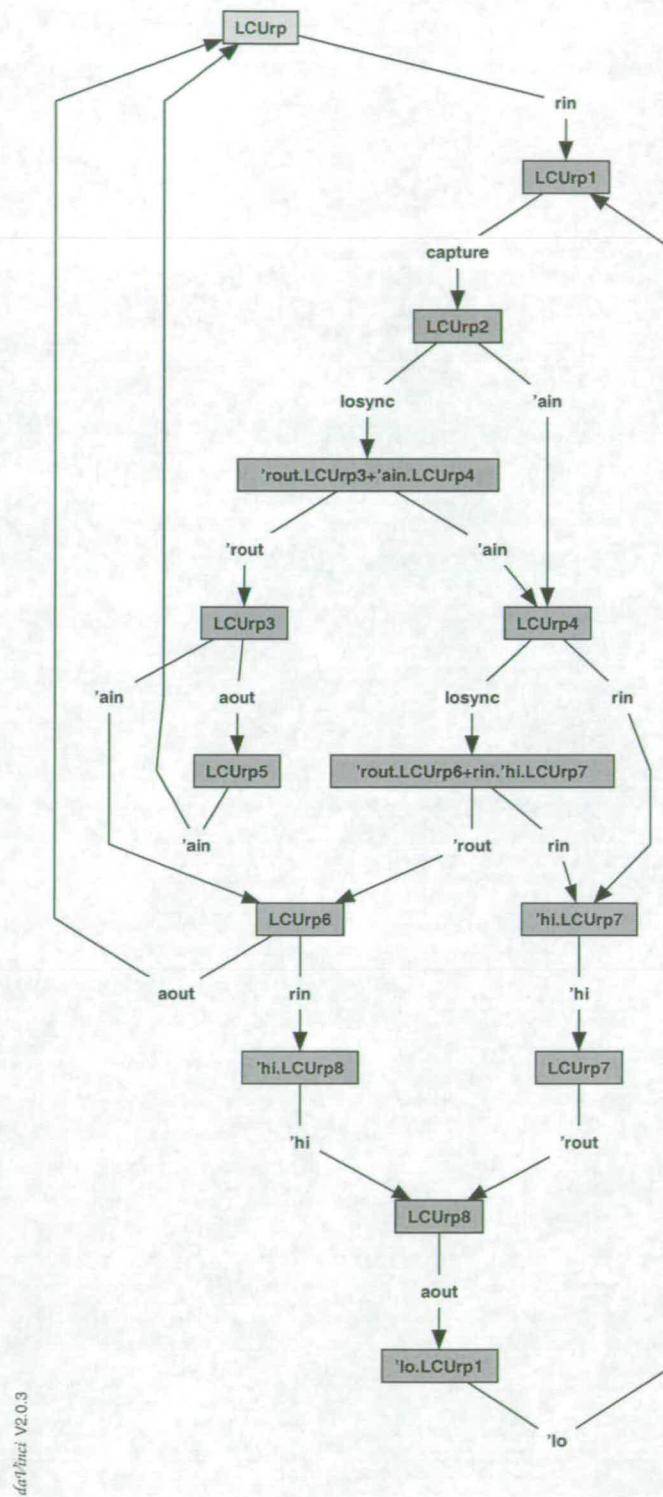 LCUrp
rin
LCUrp1
capture
LCUrp2
losync 'ain
'rout.LCUrp3+'ain.LCUrp4
'rout 'ain
LCUrp3 LCUrp4
'ain aout losync rin
LCUrp5 'rout.LCUrp6+rin.'hi.LCUrp7
'ain 'rout rin
LCUrp6 'hi.LCUrp7
aout rin 'hi
'hi.LCUrp8 LCUrp7
'hi 'rout
LCUrp8
aout
'lo.LCUrp1
'lo
daVinci V2.0.3